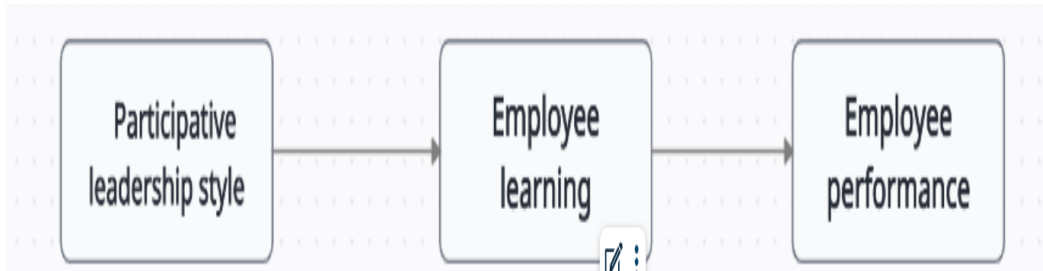 Participative
leadership style
Employee
learning
Employee
performance